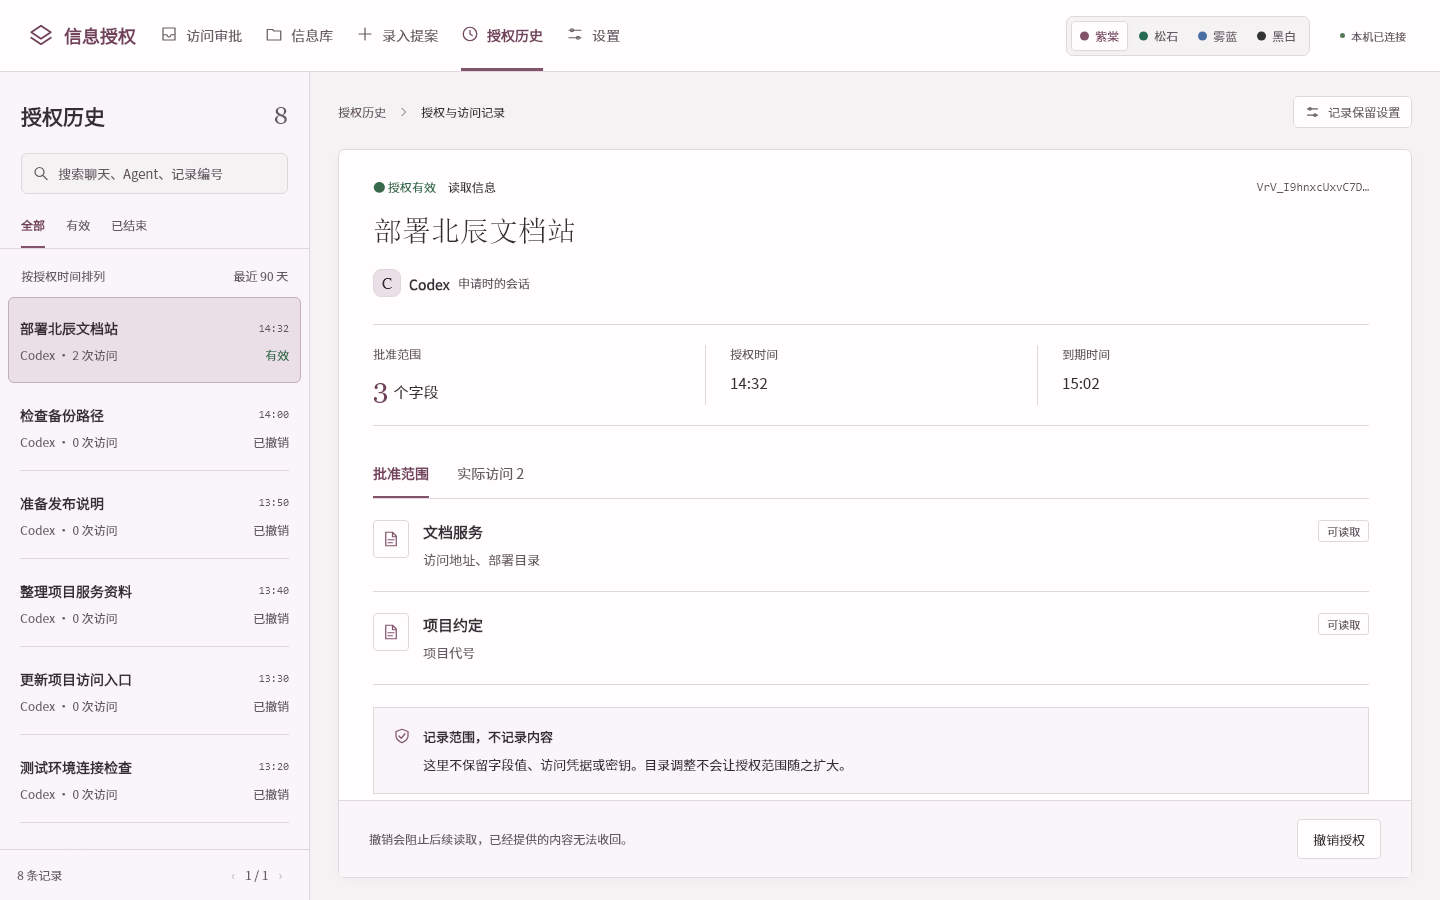 信息授权
访问审批
信息库
录入提案
授权历史
设置
紫棠
松石
雾蓝
黑白
本机已连接
授权历史 8
搜索聊天、Agent、记录编号
全部 有效 已结束
按授权时间排列 最近 90 天
部署北辰文档站 14:32
Codex · 2 次访问 有效
检查备份路径 14:00
Codex · 0 次访问 已撤销
准备发布说明 13:50
Codex · 0 次访问 已撤销
整理项目服务资料 13:40
Codex · 0 次访问 已撤销
更新项目访问入口 13:30
Codex · 0 次访问 已撤销
测试环境连接检查 13:20
Codex · 0 次访问 已撤销
8 条记录 ‹ 1 / 1 ›
授权历史 > 授权与访问记录
记录保留设置
授权有效 读取信息 VrV_I9hnxcUxvC7D…
部署北辰文档站
C Codex 申请时的会话
批准范围 授权时间 到期时间
3 个字段 14:32 15:02
批准范围 实际访问 2
文档服务 可读取
访问地址、部署目录
项目约定 可读取
项目代号
记录范围，不记录内容
这里不保留字段值、访问凭据或密钥。目录调整不会让授权范围随之扩大。
撤销会阻止后续读取，已经提供的内容无法收回。
撤销授权